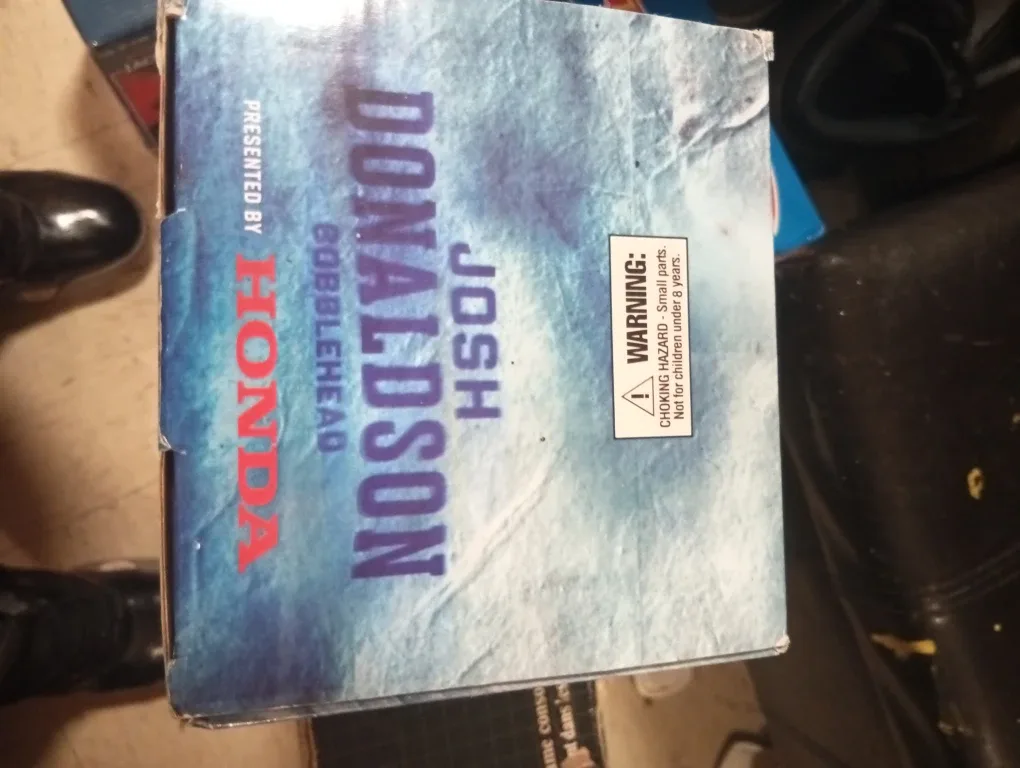 JOSH
DONALDSON
BOBBLEHEAD
PRESENTED BY HONDA
WARNING:
CHOKING HAZARD - Small parts.
Not for children under 8 years.